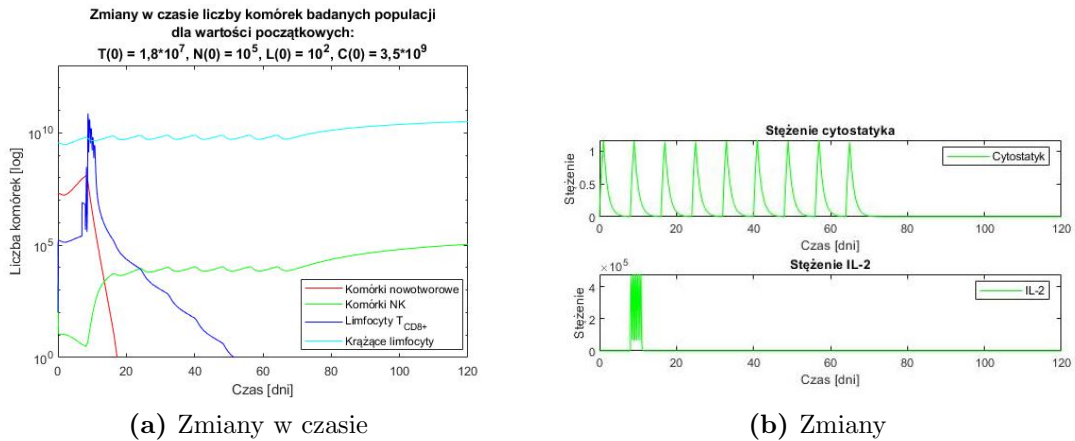 Zmiany w czasie liczby komórek badanych populacji
dla wartości początkowych:
T(0) = 1,8*10^7, N(0) = 10^5, L(0) = 10^2, C(0) = 3,5*10^9
Liczba komórek [log]
10^10
10^5
10^0
0 20 40 60 80 100 120
Czas [dni]
Komórki nowotworowe
Komórki NK
Limfocyty T_CD8+
Krążące limfocyty
(a) Zmiany w czasie
Stężenie cytostatyka
Stężenie
1
0.5
0
0 20 40 60 80 100 120
Czas [dni]
Cytostatyk
Stężenie IL-2
×10^5
Stężenie
4
2
0
0 20 40 60 80 100 120
Czas [dni]
IL-2
(b) Zmiany